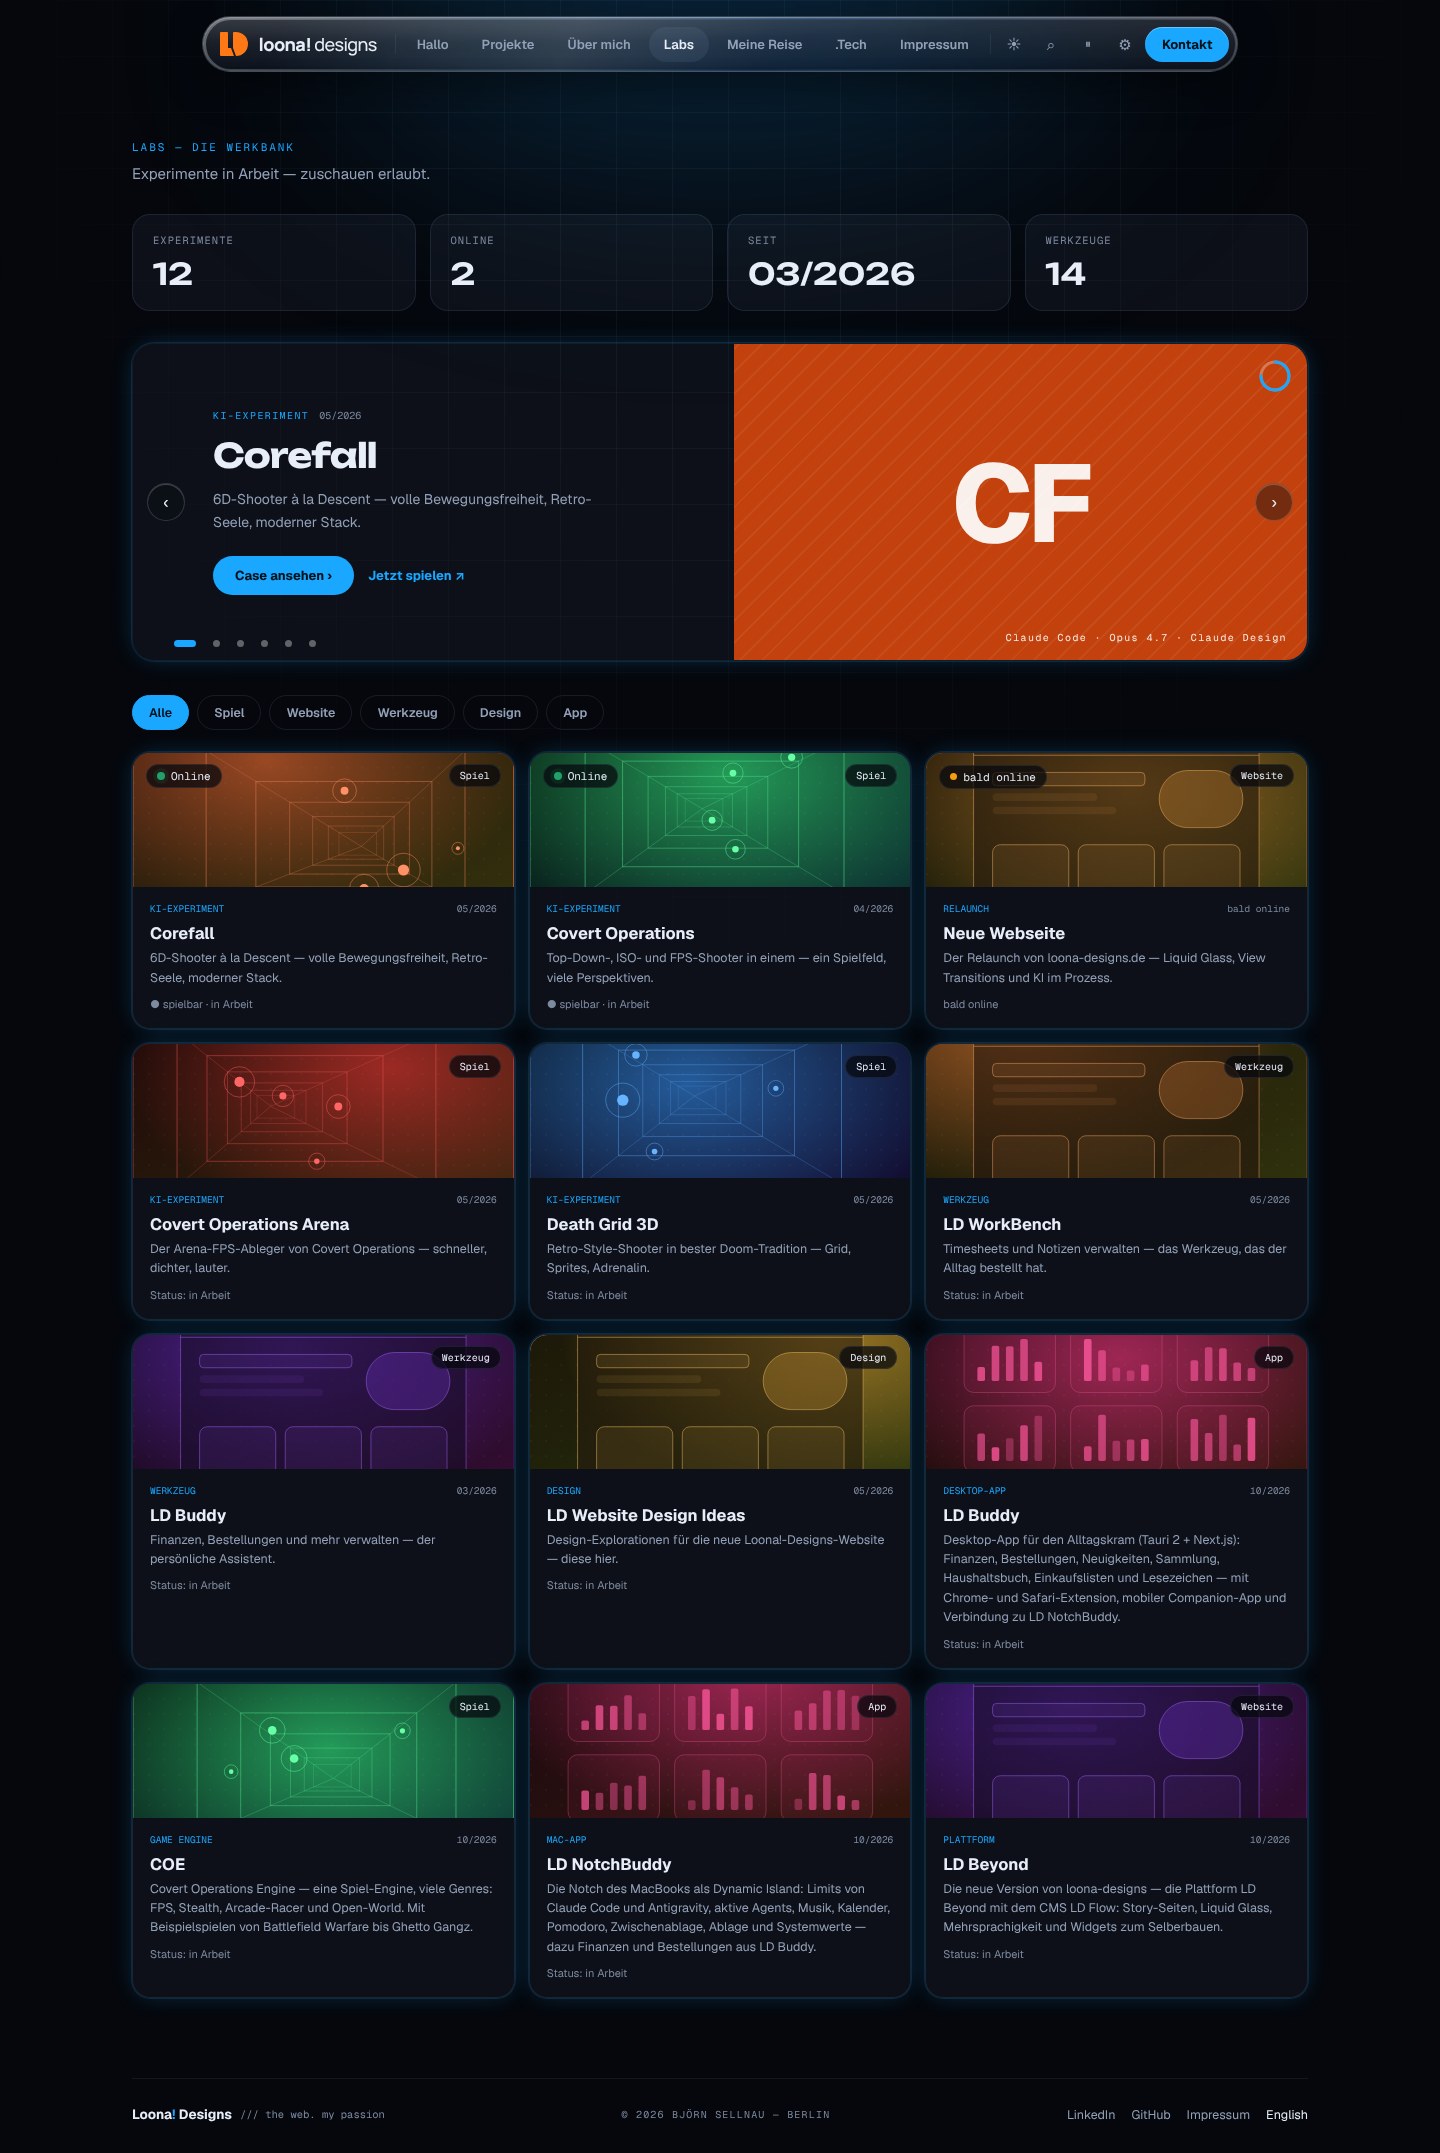 loona! designs
Hallo
Projekte
Über mich
Labs
Meine Reise
.Tech
Impressum
Kontakt
LABS — DIE WERKBANK
Experimente in Arbeit — zuschauen erlaubt.
EXPERIMENTE
12
ONLINE
2
SEIT
03/2026
WERKZEUGE
14
KI-EXPERIMENT 05/2026
Corefall
6D-Shooter à la Descent — volle Bewegungsfreiheit, Retro-
Seele, moderner Stack.
Case ansehen ›
Jetzt spielen ↗
CF
Claude Code · Opus 4.7 · Claude Design
Alle
Spiel
Website
Werkzeug
Design
App
Online
Spiel
KI-EXPERIMENT
05/2026
Corefall
6D-Shooter à la Descent — volle Bewegungsfreiheit, Retro-
Seele, moderner Stack.
● spielbar · in Arbeit
Online
Spiel
KI-EXPERIMENT
04/2026
Covert Operations
Top-Down-, ISO- und FPS-Shooter in einem — ein Spielfeld,
viele Perspektiven.
● spielbar · in Arbeit
bald online
Website
RELAUNCH
bald online
Neue Webseite
Der Relaunch von loona-designs.de — Liquid Glass, View
Transitions und KI im Prozess.
bald online
Spiel
KI-EXPERIMENT
05/2026
Covert Operations Arena
Der Arena-FPS-Ableger von Covert Operations — schneller,
dichter, lauter.
Status: in Arbeit
Spiel
KI-EXPERIMENT
05/2026
Death Grid 3D
Retro-Style-Shooter in bester Doom-Tradition — Grid,
Sprites, Adrenalin.
Status: in Arbeit
Werkzeug
WERKZEUG
05/2026
LD WorkBench
Timesheets und Notizen verwalten — das Werkzeug, das der
Alltag bestellt hat.
Status: in Arbeit
Werkzeug
WERKZEUG
03/2026
LD Buddy
Finanzen, Bestellungen und mehr verwalten — der
persönliche Assistent.
Status: in Arbeit
Design
DESIGN
05/2026
LD Website Design Ideas
Design-Explorationen für die neue Loona!-Designs-Website
— diese hier.
Status: in Arbeit
App
DESKTOP-APP
10/2026
LD Buddy
Desktop-App für den Alltagskram (Tauri 2 + Next.js):
Finanzen, Bestellungen, Neuigkeiten, Sammlung,
Haushaltsbuch, Einkaufslisten und Lesezeichen — mit
Chrome- und Safari-Extension, mobiler Companion-App und
Verbindung zu LD NotchBuddy.
Status: in Arbeit
Spiel
GAME ENGINE
10/2026
COE
Covert Operations Engine — eine Spiel-Engine, viele Genres:
FPS, Stealth, Arcade-Racer und Open-World. Mit
Beispielspielen von Battlefield Warfare bis Ghetto Gangz.
Status: in Arbeit
App
MAC-APP
10/2026
LD NotchBuddy
Die Notch des MacBooks als Dynamic Island: Limits von
Claude Code und Antigravity, aktive Agents, Musik, Kalender,
Pomodoro, Zwischenablage, Ablage und Systemwerte —
dazu Finanzen und Bestellungen aus LD Buddy.
Status: in Arbeit
Website
PLATTFORM
10/2026
LD Beyond
Die neue Version von loona-designs — die Plattform LD
Beyond mit dem CMS LD Flow: Story-Seiten, Liquid Glass,
Mehrsprachigkeit und Widgets zum Selberbauen.
Status: in Arbeit
Loona! Designs /// the web. my passion
© 2026 BJÖRN SELLNAU — BERLIN
LinkedIn
GitHub
Impressum
English